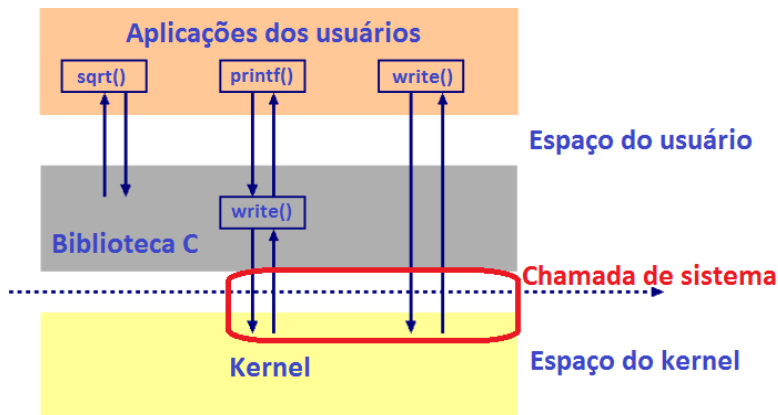 Aplicações dos usuários
sqrt()
printf()
write()
Espaço do usuário
write()
Biblioteca C
Chamada de sistema
Kernel
Espaço do kernel